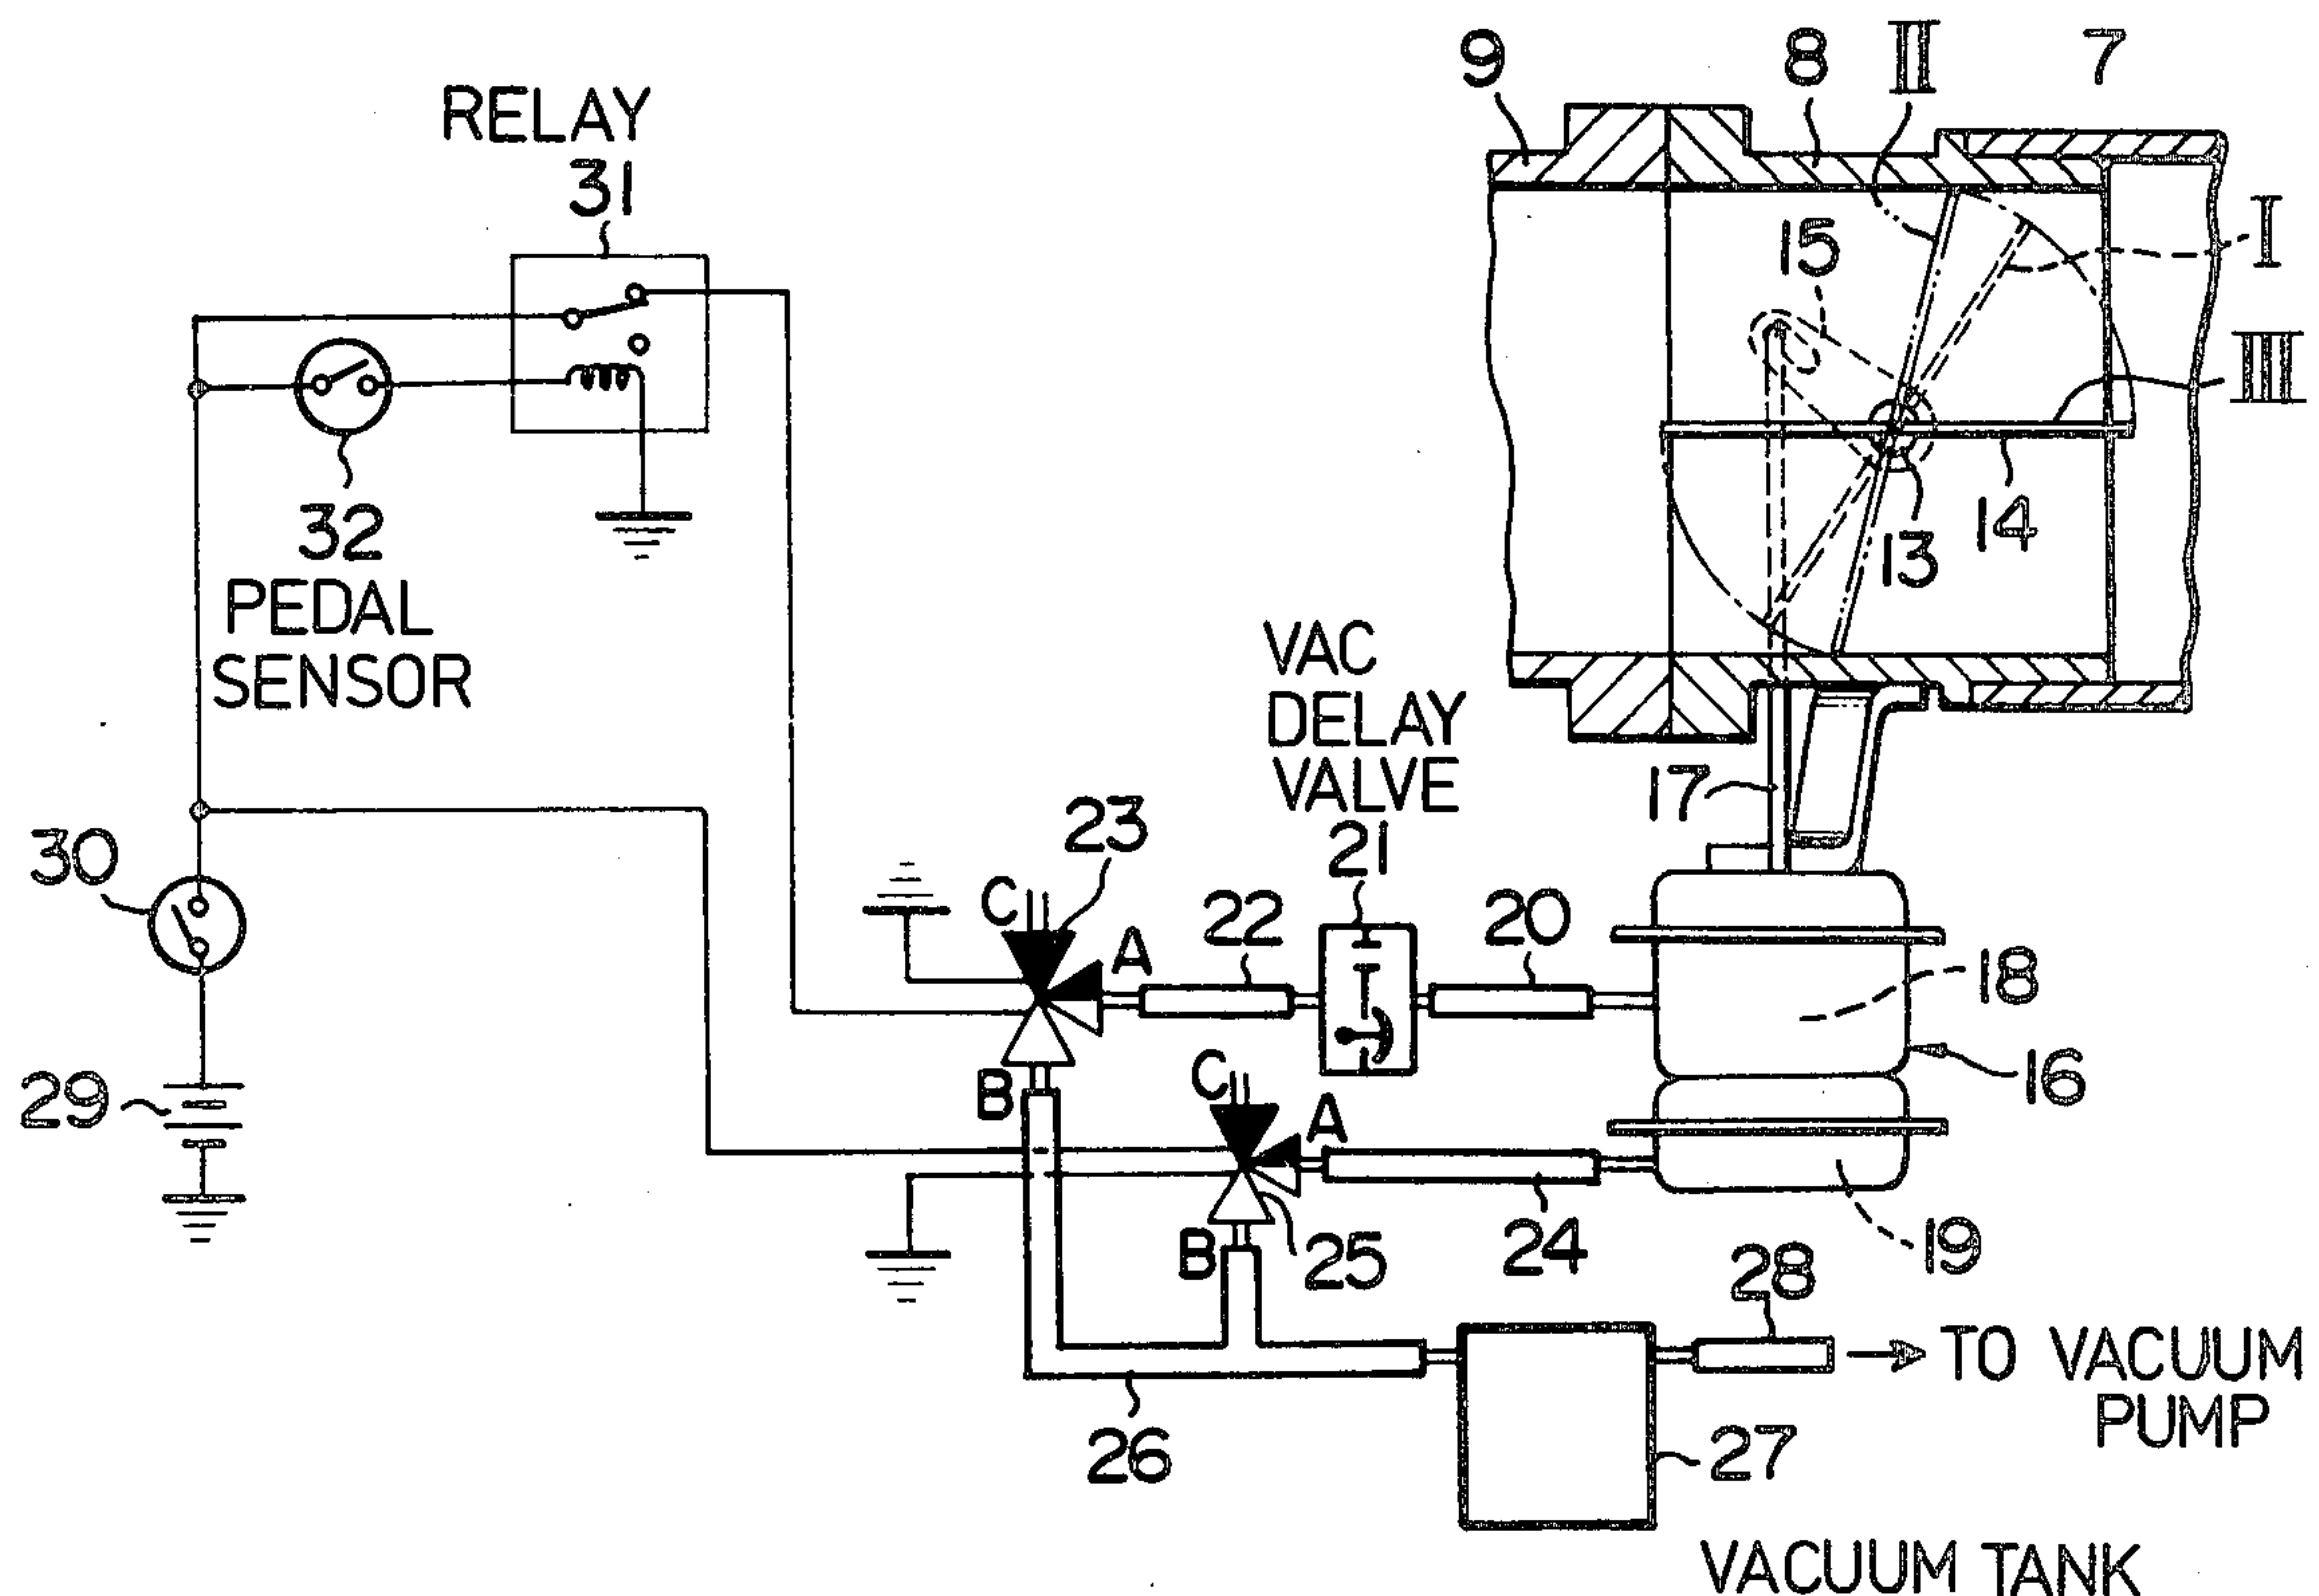 9
8
II
7
RELAY
31
15
I
III
32
PEDAL
SENSOR
13
14
VAC
DELAY
VALVE
21
17
30
23
C
A
22
20
18
16
29
B
C
A
B
25
24
19
28
TO VACUUM
PUMP
26
27
VACUUM TANK